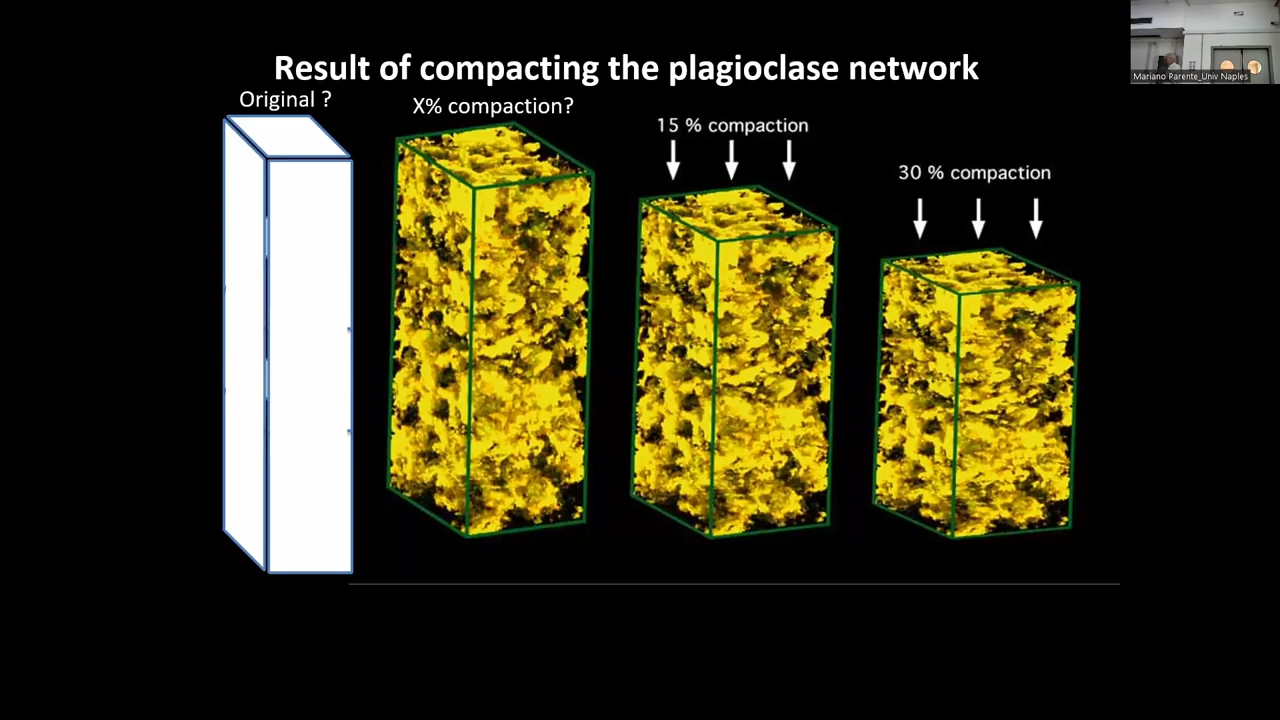 Result of compacting the plagioclase network
Original ?
X% compaction?
15 % compaction
30 % compaction
Mariano Parente_Univ Naples